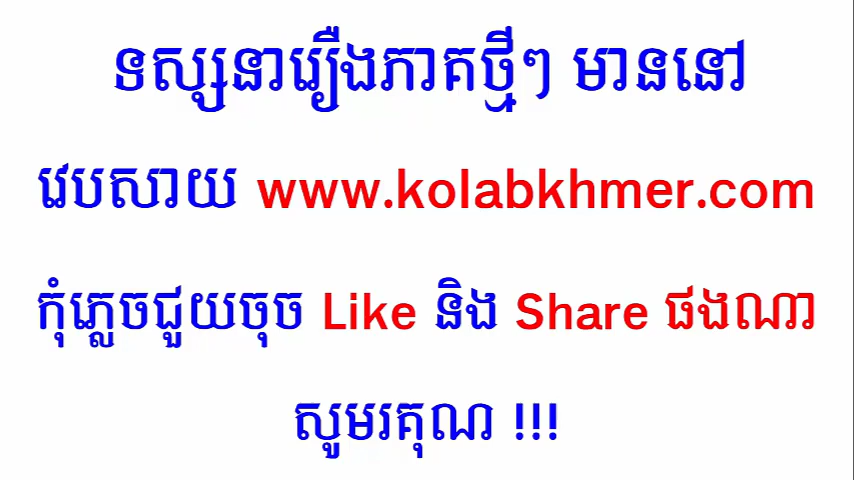 ទស្សនារឿងភាគថ្មីៗ មាននៅ
វេបសាយ www.kolabkhmer.com
កុំភ្លេចជួយចុច Like និង Share ផងណា
សូមរគុណ !!!